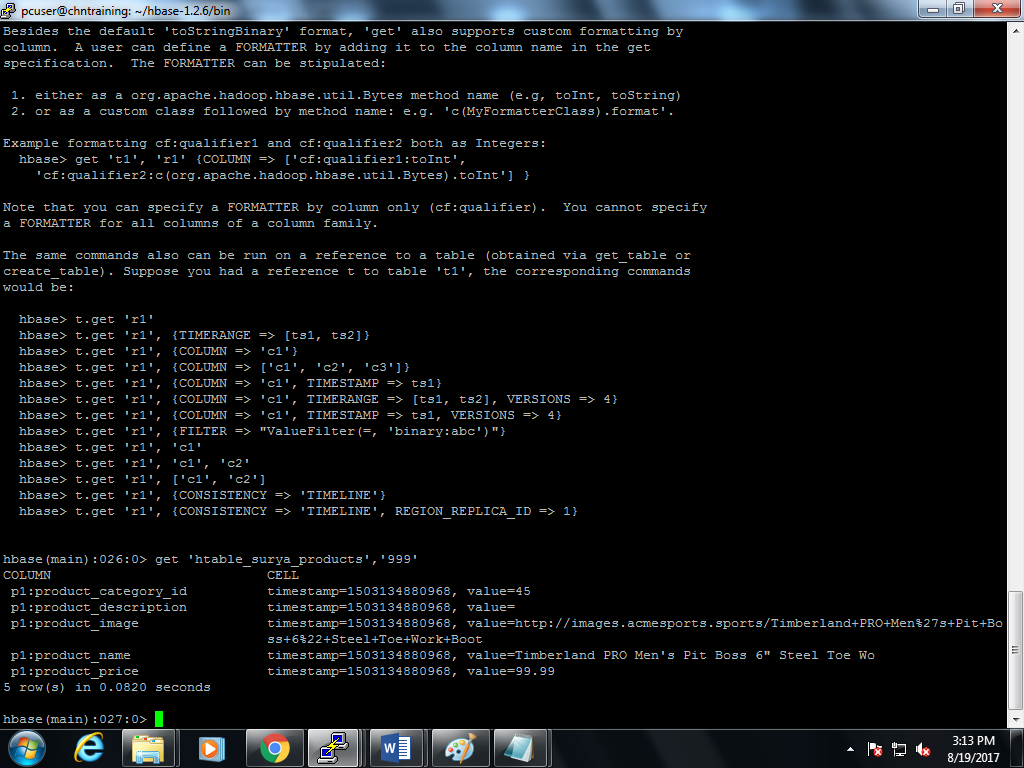 pcuser@chntraining: ~/hbase-1.2.6/bin
Besides the default 'toStringBinary' format, 'get' also supports custom formatting by
column.  A user can define a FORMATTER by adding it to the column name in the get
specification.  The FORMATTER can be stipulated:
1. either as a org.apache.hadoop.hbase.util.Bytes method name (e.g, toInt, toString)
2. or as a custom class followed by method name: e.g. 'c(MyFormatterClass).format'.
Example formatting cf:qualifier1 and cf:qualifier2 both as Integers:
hbase> get 't1', 'r1' {COLUMN => ['cf:qualifier1:toInt',
'cf:qualifier2:c(org.apache.hadoop.hbase.util.Bytes).toInt'] }
Note that you can specify a FORMATTER by column only (cf:qualifier).  You cannot specify
a FORMATTER for all columns of a column family.
The same commands also can be run on a reference to a table (obtained via get_table or
create_table). Suppose you had a reference t to table 't1', the corresponding commands
would be:
hbase> t.get 'r1'
hbase> t.get 'r1', {TIMERANGE => [ts1, ts2]}
hbase> t.get 'r1', {COLUMN => 'c1'}
hbase> t.get 'r1', {COLUMN => ['c1', 'c2', 'c3']}
hbase> t.get 'r1', {COLUMN => 'c1', TIMESTAMP => ts1}
hbase> t.get 'r1', {COLUMN => 'c1', TIMERANGE => [ts1, ts2], VERSIONS => 4}
hbase> t.get 'r1', {COLUMN => 'c1', TIMESTAMP => ts1, VERSIONS => 4}
hbase> t.get 'r1', {FILTER => "ValueFilter(=, 'binary:abc')"}
hbase> t.get 'r1', 'c1'
hbase> t.get 'r1', 'c1', 'c2'
hbase> t.get 'r1', ['c1', 'c2']
hbase> t.get 'r1', {CONSISTENCY => 'TIMELINE'}
hbase> t.get 'r1', {CONSISTENCY => 'TIMELINE', REGION_REPLICA_ID => 1}
hbase(main):026:0> get 'htable_surya_products','999'
COLUMN CELL
p1:product_category_id timestamp=1503134880968, value=45
p1:product_description timestamp=1503134880968, value=
p1:product_image timestamp=1503134880968, value=http://images.acmesports.sports/Timberland+PRO+Men%27s+Pit+Bo
ss+6%22+Steel+Toe+Work+Boot
p1:product_name timestamp=1503134880968, value=Timberland PRO Men's Pit Boss 6" Steel Toe Wo
p1:product_price timestamp=1503134880968, value=99.99
5 row(s) in 0.0820 seconds
hbase(main):027:0>
3:13 PM
8/19/2017